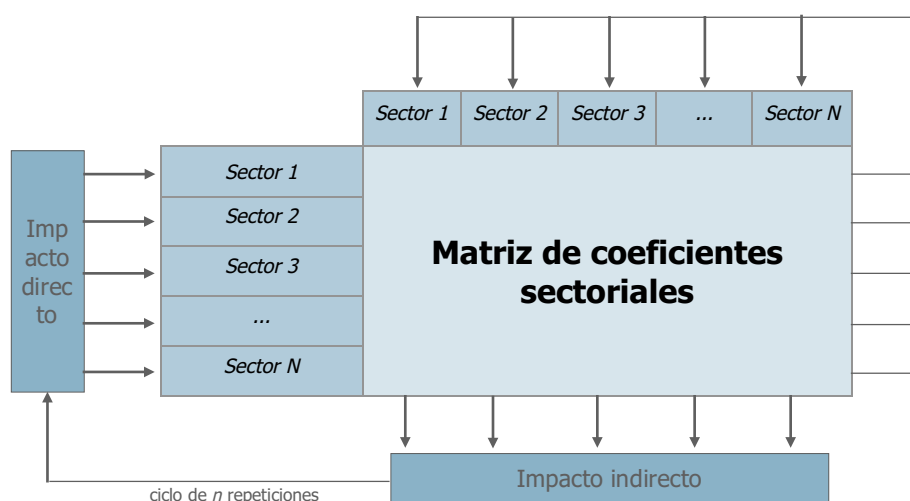 Sector 1 Sector 2 Sector 3 ... Sector N
Sector 1
Sector 2
Sector 3
...
Sector N
Imp
acto
direc
to
Matriz de coeficientes
sectoriales
Impacto indirecto
ciclo de n repeticiones